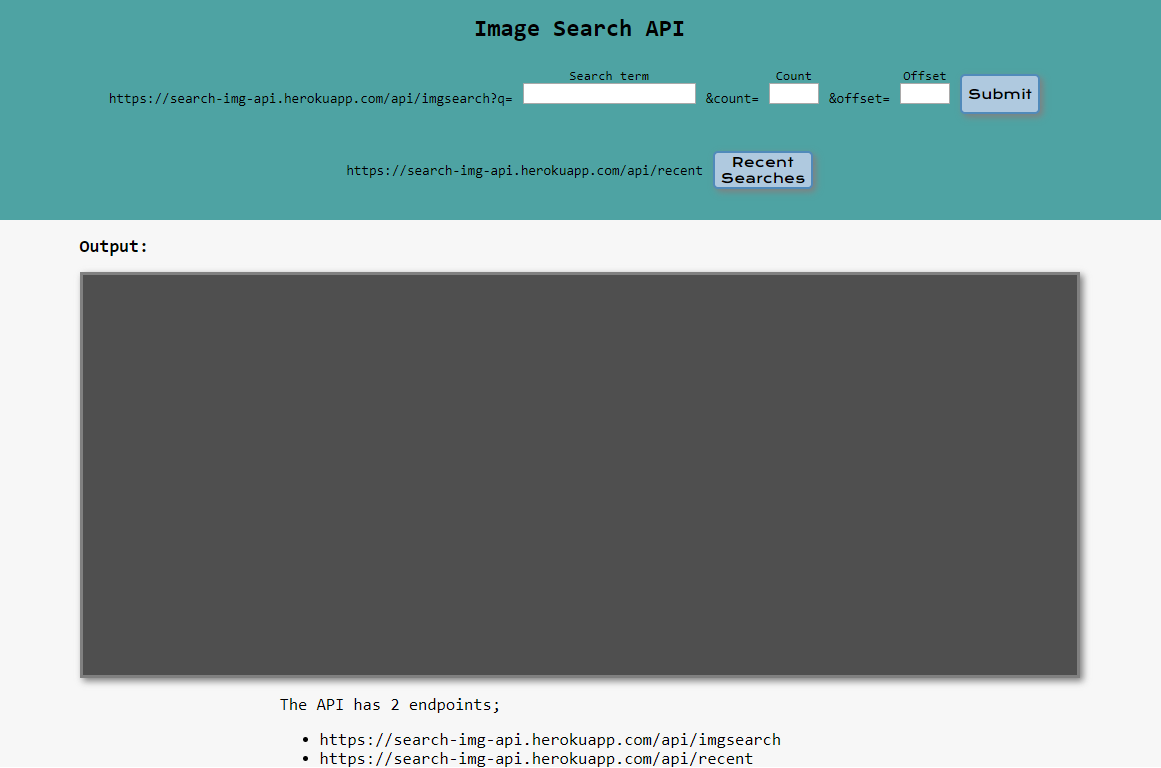 Image Search API
Search term Count Offset
https://search-img-api.herokuapp.com/api/imgsearch?q= &count= &offset= Submit
https://search-img-api.herokuapp.com/api/recent Recent Searches
Output:
The API has 2 endpoints;
• https://search-img-api.herokuapp.com/api/imgsearch
• https://search-img-api.herokuapp.com/api/recent